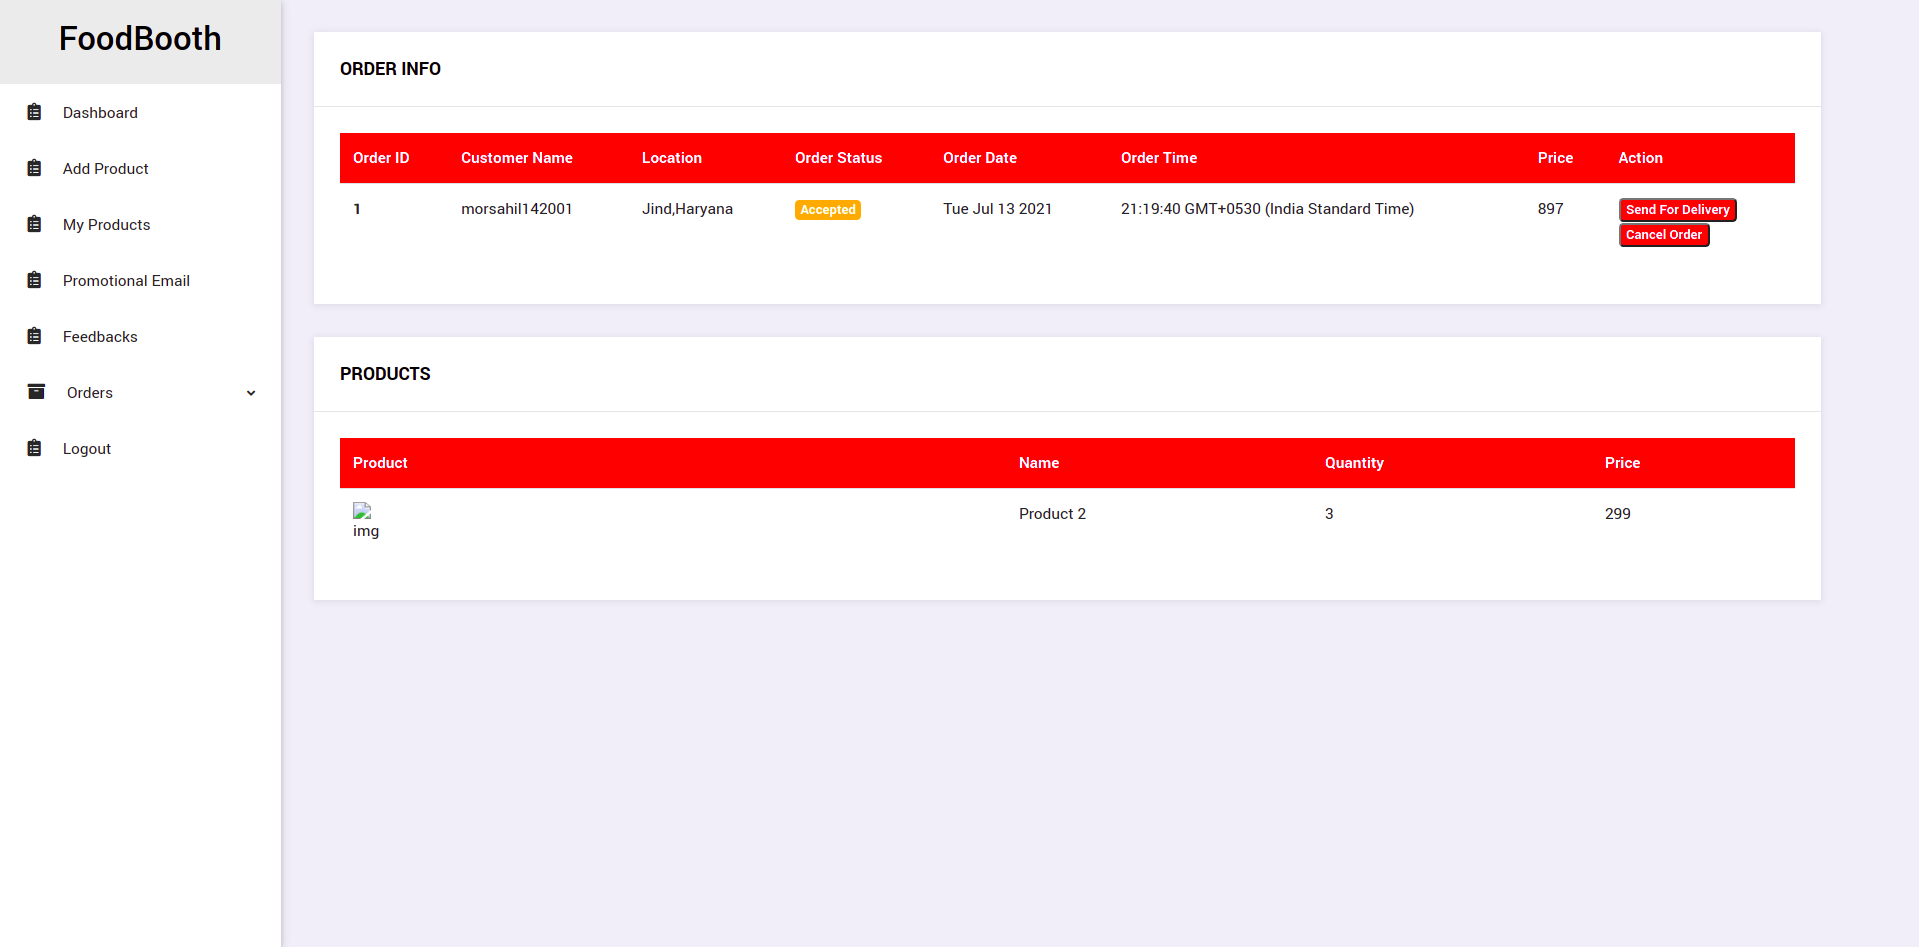 FoodBooth
Dashboard
Add Product
My Products
Promotional Email
Feedbacks
Orders
Logout
ORDER INFO
Order ID Customer Name Location Order Status Order Date Order Time Price Action
1 morsahil142001 Jind,Haryana Accepted Tue Jul 13 2021 21:19:40 GMT+0530 (India Standard Time) 897 Send For Delivery
Cancel Order
PRODUCTS
Product Name Quantity Price
img Product 2 3 299